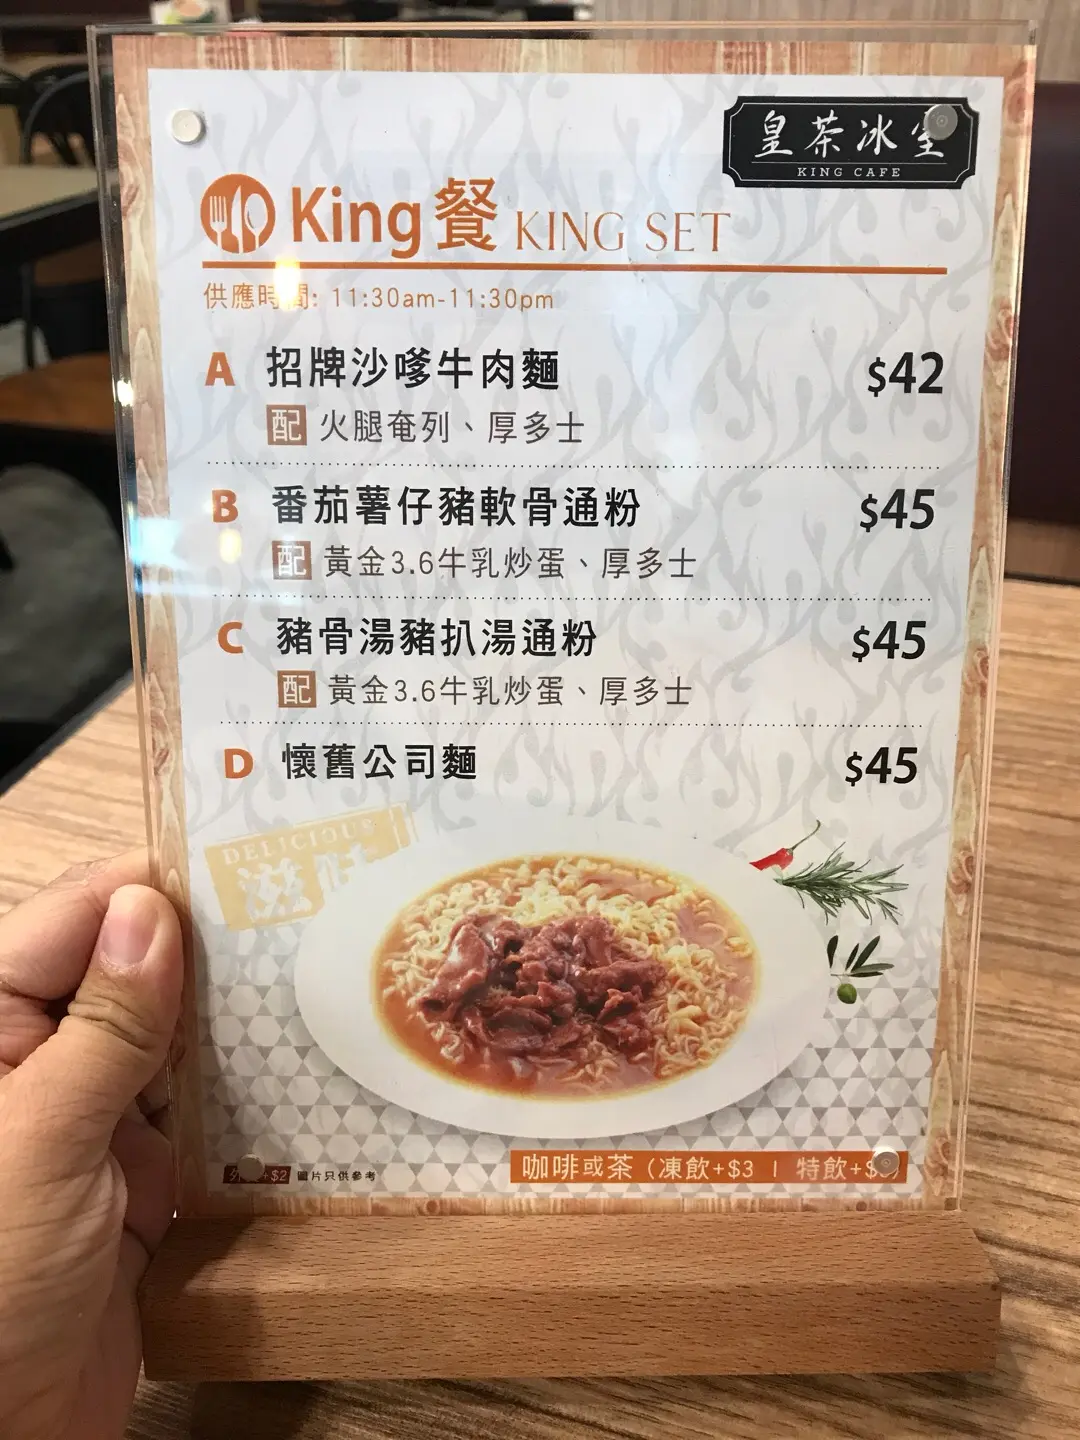 皇茶冰室
KING CAFE
King餐 KING SET
供應時間: 11:30am-11:30pm
A 招牌沙嗲牛肉麵 $42
配 火腿奄列、厚多士
B 番茄薯仔豬軟骨通粉 $45
配 黃金3.6牛乳炒蛋、厚多士
C 豬骨湯豬扒湯通粉 $45
配 黃金3.6牛乳炒蛋、厚多士
D 懷舊公司麵 $45
DELICIOUS
滋味
+$2 圖片只供參考
咖啡或茶 (凍飲+$3 | 特飲+$